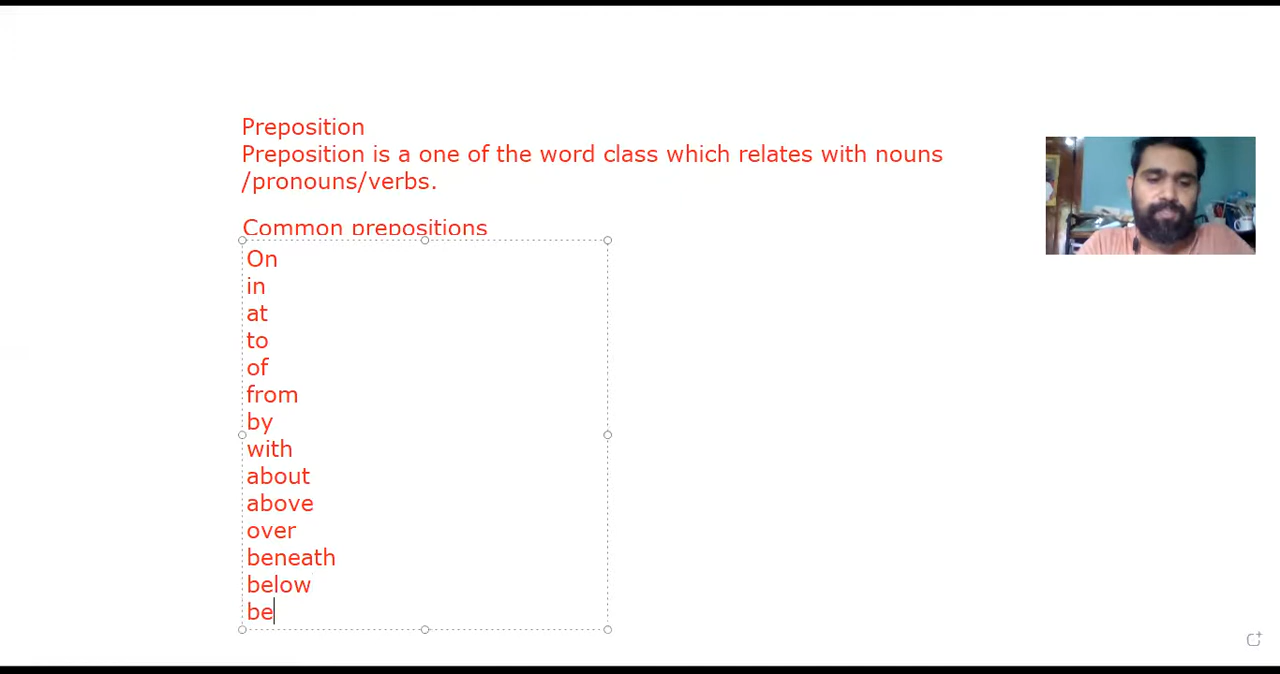 Preposition
Preposition is a one of the word class which relates with nouns
/pronouns/verbs.
Common prepositions
On
in
at
to
of
from
by
with
about
above
over
beneath
below
be